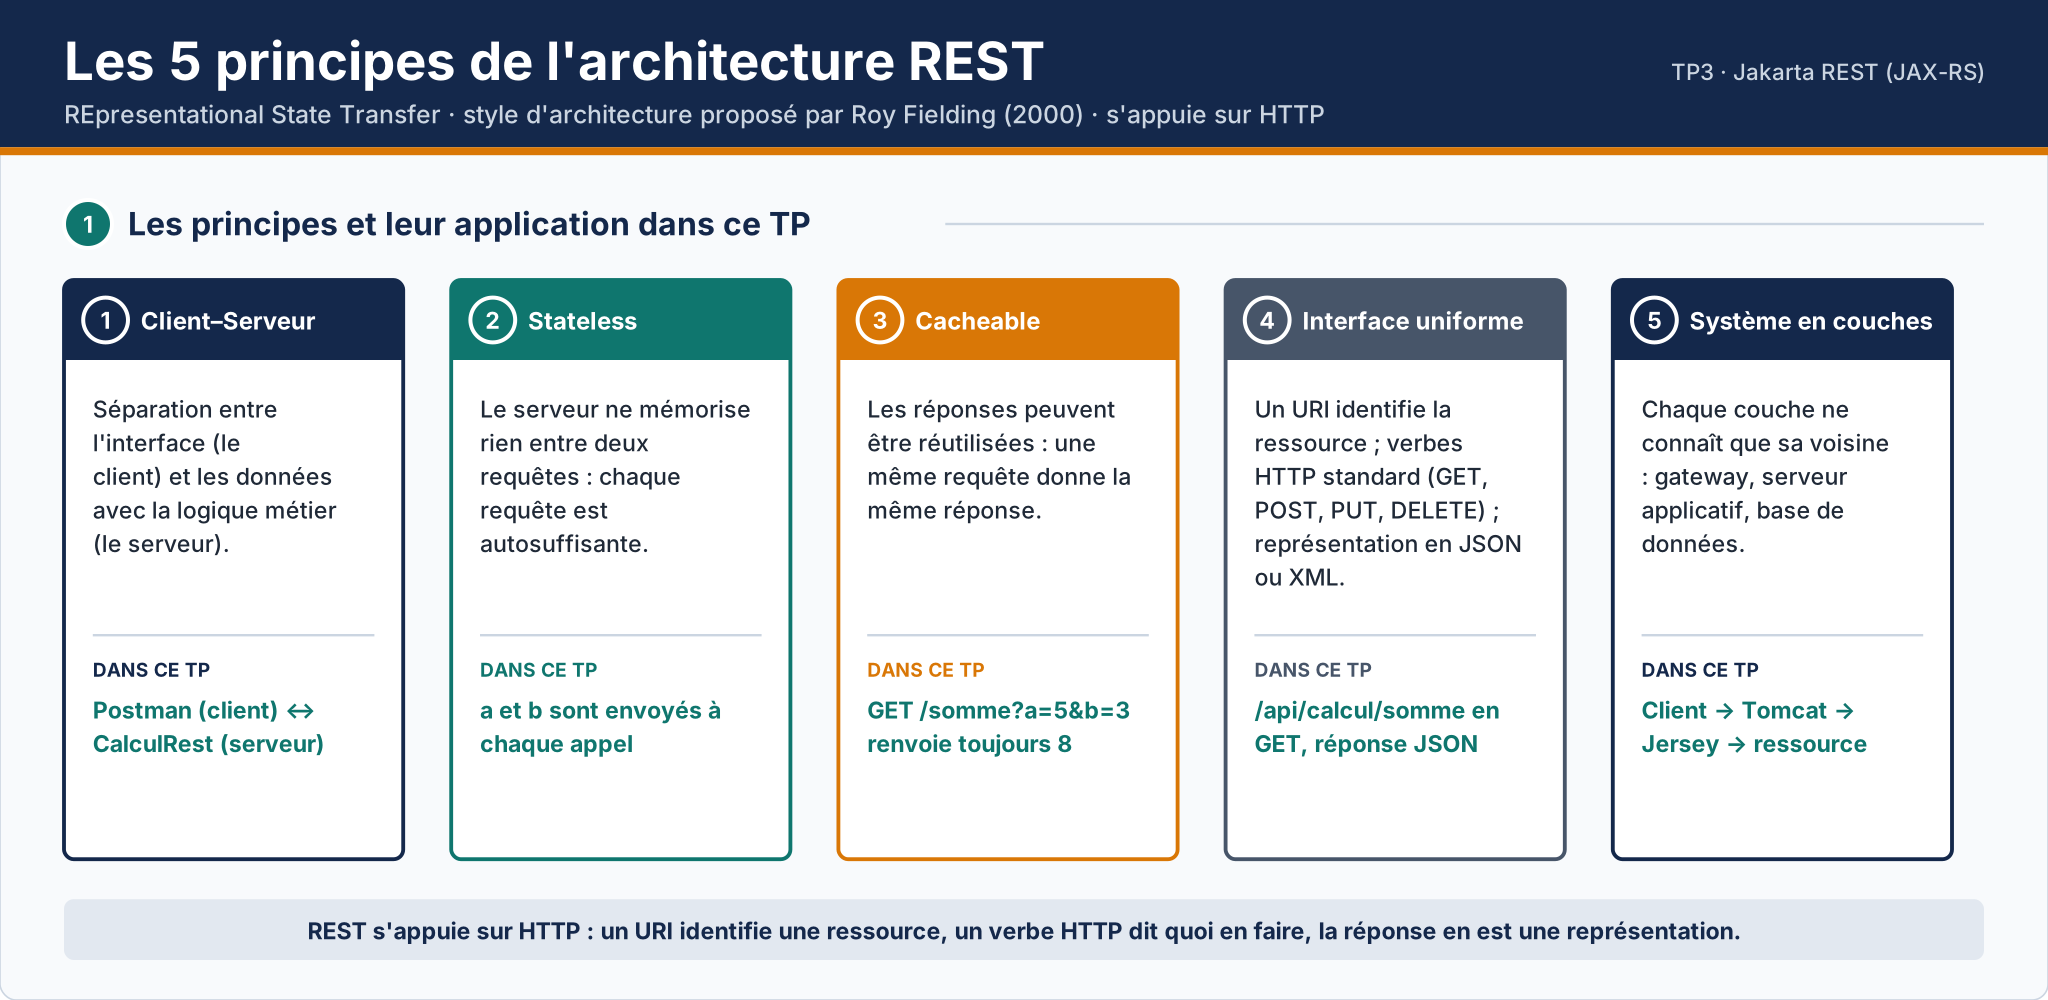 Les 5 principes de l'architecture REST
REpresentational State Transfer · style d'architecture proposé par Roy Fielding (2000) · s'appuie sur HTTP
TP3 · Jakarta REST (JAX-RS)
1 Les principes et leur application dans ce TP
1 Client–Serveur
Séparation entre
l'interface (le
client) et les données
avec la logique métier
(le serveur).
DANS CE TP
Postman (client) ↔
CalculRest (serveur)
2 Stateless
Le serveur ne mémorise
rien entre deux
requêtes : chaque
requête est
autosuffisante.
DANS CE TP
a et b sont envoyés à
chaque appel
3 Cacheable
Les réponses peuvent
être réutilisées : une
même requête donne la
même réponse.
DANS CE TP
GET /somme?a=5&b=3
renvoie toujours 8
4 Interface uniforme
Un URI identifie la
ressource ; verbes
HTTP standard (GET,
POST, PUT, DELETE) ;
représentation en JSON
ou XML.
DANS CE TP
/api/calcul/somme en
GET, réponse JSON
5 Système en couches
Chaque couche ne
connaît que sa voisine
: gateway, serveur
applicatif, base de
données.
DANS CE TP
Client → Tomcat →
Jersey → ressource
REST s'appuie sur HTTP : un URI identifie une ressource, un verbe HTTP dit quoi en faire, la réponse en est une représentation.